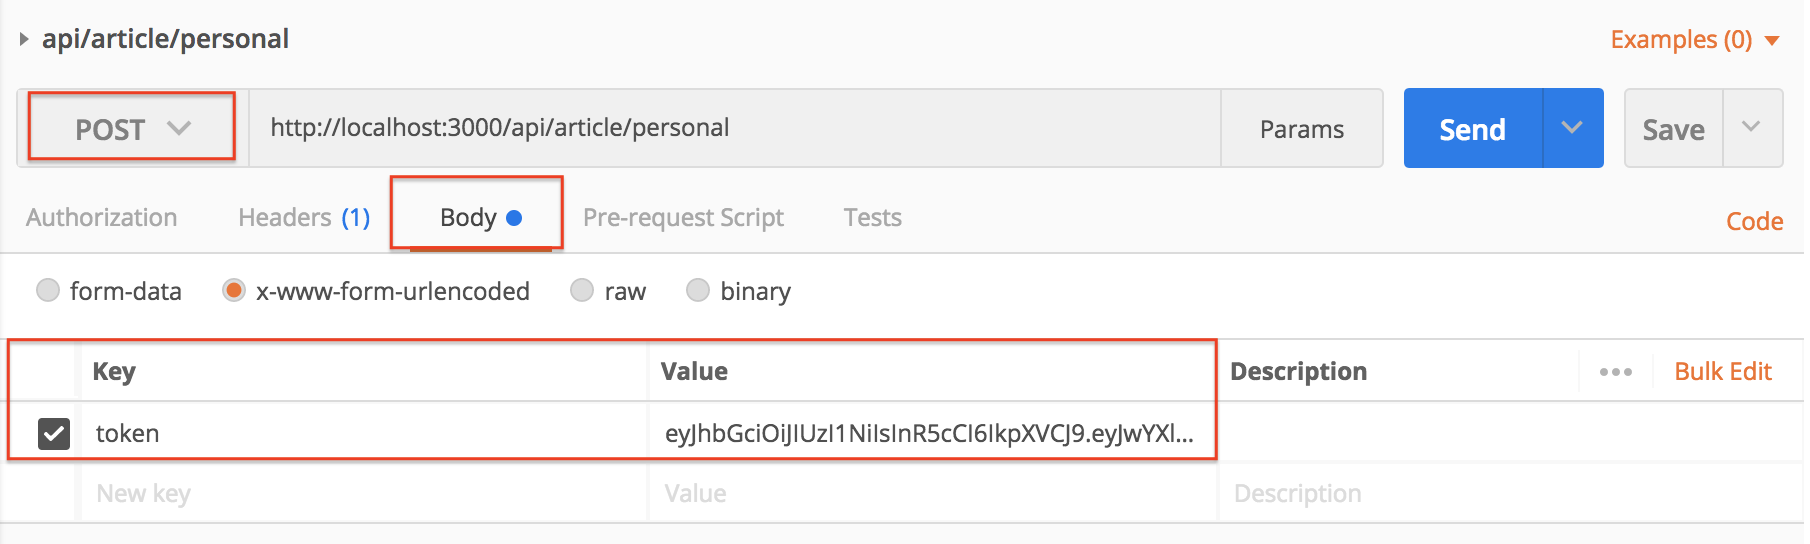 api/article/personal
Examples (0)
POST
http://localhost:3000/api/article/personal
Params
Send
Save
Authorization
Headers (1)
Body
Pre-request Script
Tests
Code
form-data
x-www-form-urlencoded
raw
binary
Key
Value
Description
Bulk Edit
token
eyJhbGciOiJIUzI1NiIsInR5cCI6IkpXVCJ9.eyJwYXl...
New key
Value
Description